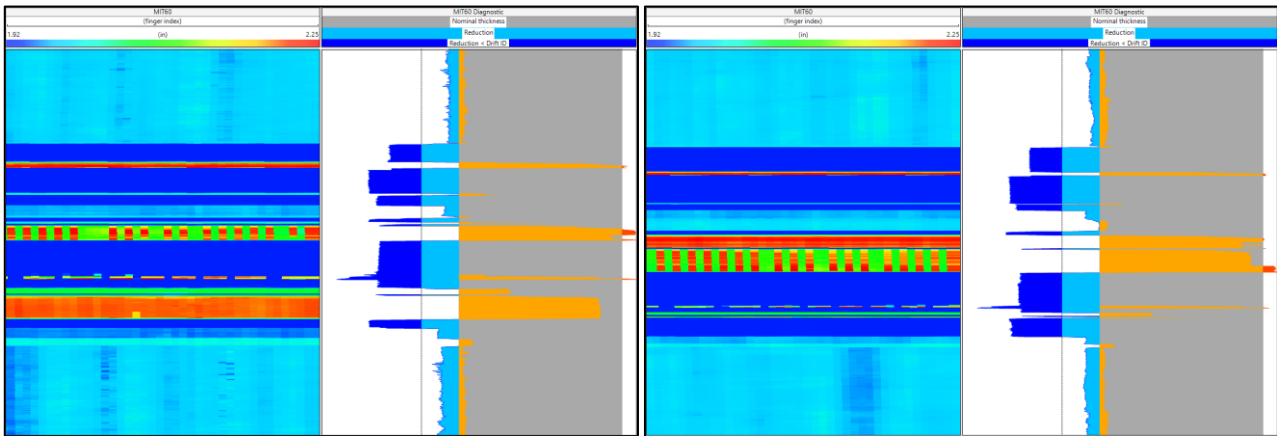 MIT60
(finger index)
1.92 (in) 2.25
MIT60 Diagnostic
Nominal thickness
Reduction
Reduction < Drift ID
MIT60
(finger index)
1.92 (in) 2.25
MIT60 Diagnostic
Nominal thickness
Reduction
Reduction < Drift ID